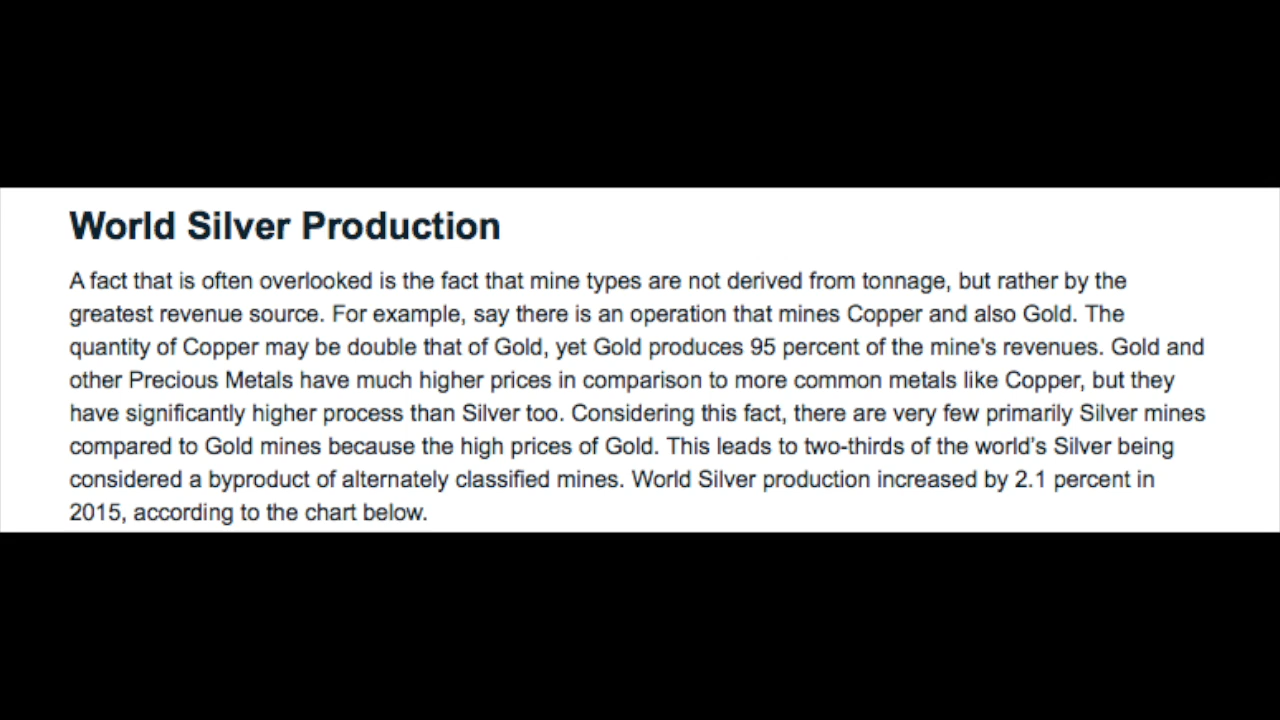 World Silver Production
A fact that is often overlooked is the fact that mine types are not derived from tonnage, but rather by the
greatest revenue source. For example, say there is an operation that mines Copper and also Gold. The
quantity of Copper may be double that of Gold, yet Gold produces 95 percent of the mine's revenues. Gold and
other Precious Metals have much higher prices in comparison to more common metals like Copper, but they
have significantly higher process than Silver too. Considering this fact, there are very few primarily Silver mines
compared to Gold mines because the high prices of Gold. This leads to two-thirds of the world's Silver being
considered a byproduct of alternately classified mines. World Silver production increased by 2.1 percent in
2015, according to the chart below.